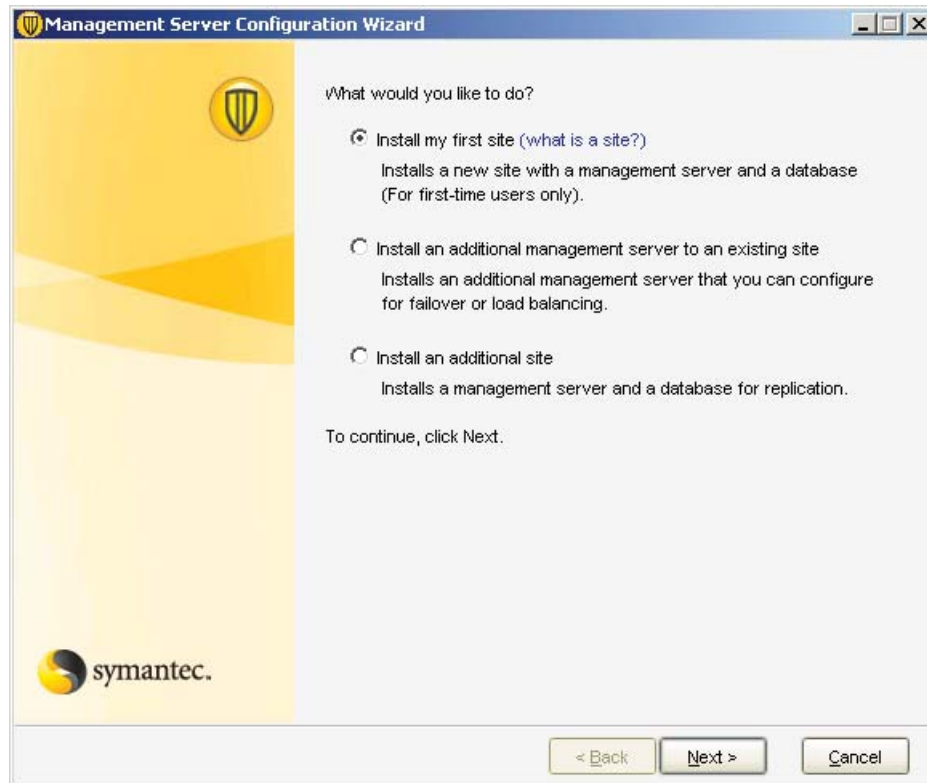 Management Server Configuration Wizard
What would you like to do?
Install my first site (what is a site?)
Installs a new site with a management server and a database
(For first-time users only).
Install an additional management server to an existing site
Installs an additional management server that you can configure
for failover or load balancing.
Install an additional site
Installs a management server and a database for replication.
To continue, click Next.
symantec.
< Back
Next >
Cancel